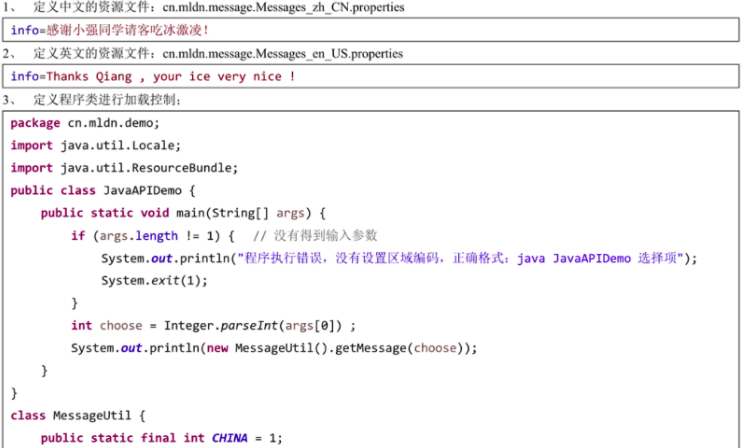 1、 定义中文的资源文件：cn.mldn.message.Messages_zh_CN.properties
info=感谢小强同学请客吃冰激凌！
2、 定义英文的资源文件：cn.mldn.message.Messages_en_US.properties
info=Thanks Qiang , your ice very nice !
3、 定义程序类进行加载控制；
package cn.mldn.demo;
import java.util.Locale;
import java.util.ResourceBundle;
public class JavaAPIDemo {
public static void main(String[] args) {
if (args.length != 1) { // 没有得到输入参数
System.out.println("程序执行错误，没有设置区域编码，正确格式：java JavaAPIDemo 选择项");
System.exit(1);
}
int choose = Integer.parseInt(args[0]) ;
System.out.println(new MessageUtil().getMessage(choose));
}
}
class MessageUtil {
public static final int CHINA = 1;